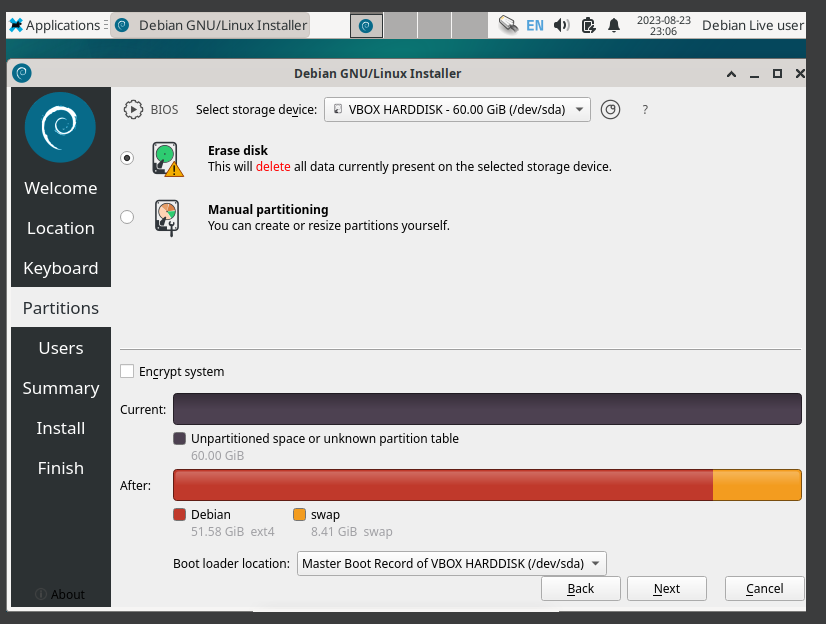 Applications
Debian GNU/Linux Installer
EN
2023-08-23
23:06
Debian Live user
Debian GNU/Linux Installer
Welcome
Location
Keyboard
Partitions
Users
Summary
Install
Finish
About
BIOS Select storage device: VBOX HARDDISK - 60.00 GiB (/dev/sda) ?
Erase disk
This will delete all data currently present on the selected storage device.
Manual partitioning
You can create or resize partitions yourself.
Encrypt system
Current:
Unpartitioned space or unknown partition table
60.00 GiB
After:
Debian swap
51.58 GiB ext4 8.41 GiB swap
Boot loader location: Master Boot Record of VBOX HARDDISK (/dev/sda)
Back Next Cancel